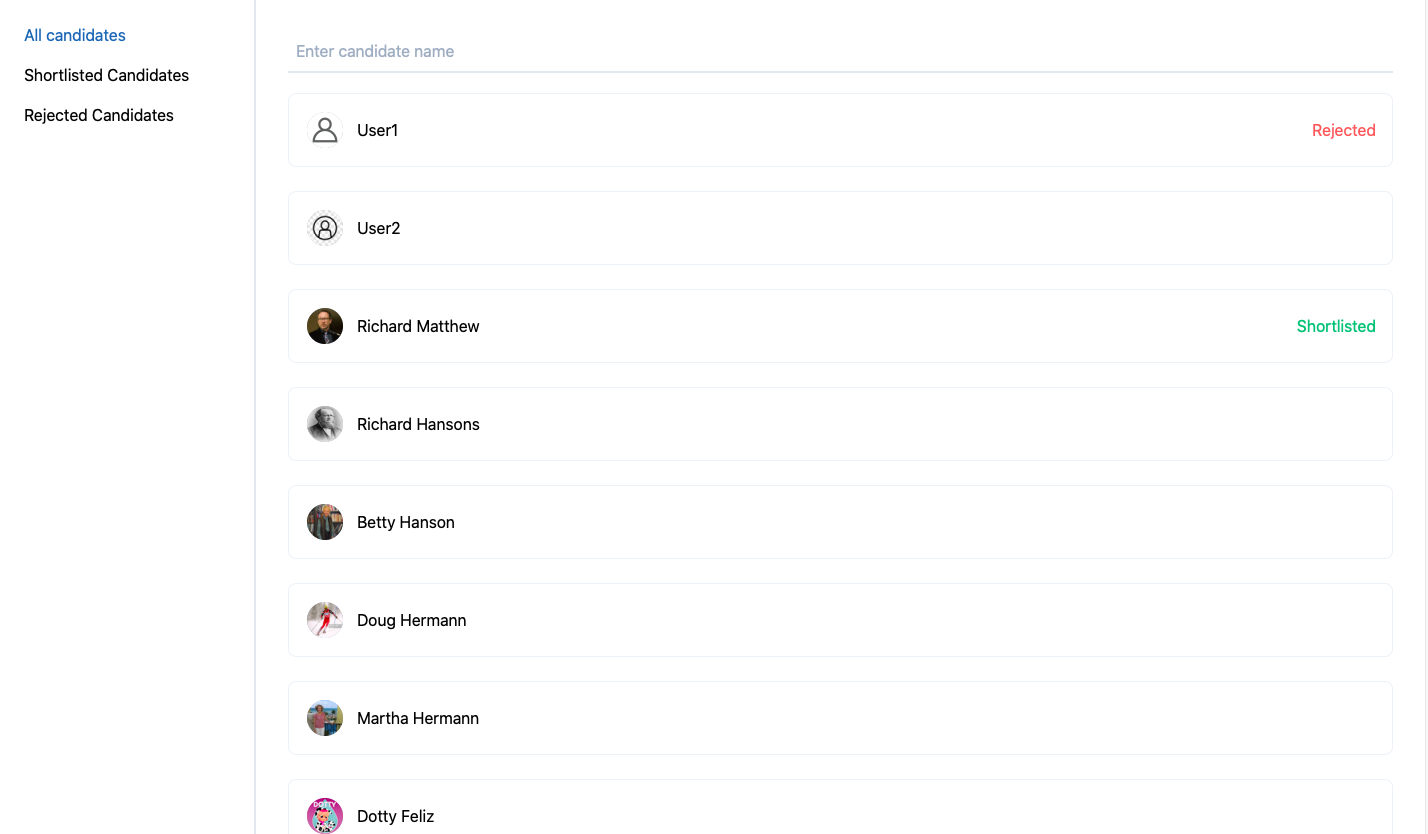 All candidates
Shortlisted Candidates
Rejected Candidates
Enter candidate name
User1 Rejected
User2
Richard Matthew Shortlisted
Richard Hansons
Betty Hanson
Doug Hermann
Martha Hermann
DOTTY
Dotty Feliz